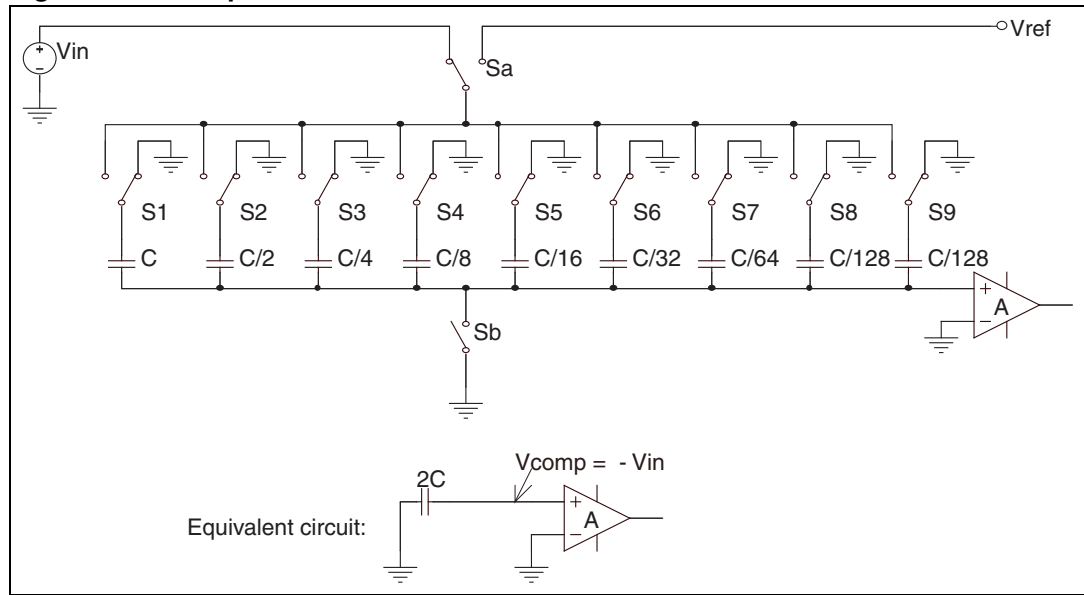 Vin
Sa
Vref
S1 S2 S3 S4 S5 S6 S7 S8 S9
C C/2 C/4 C/8 C/16 C/32 C/64 C/128 C/128
+
-
A
Sb
Vcomp = - Vin
2C
+
-
A
Equivalent circuit: